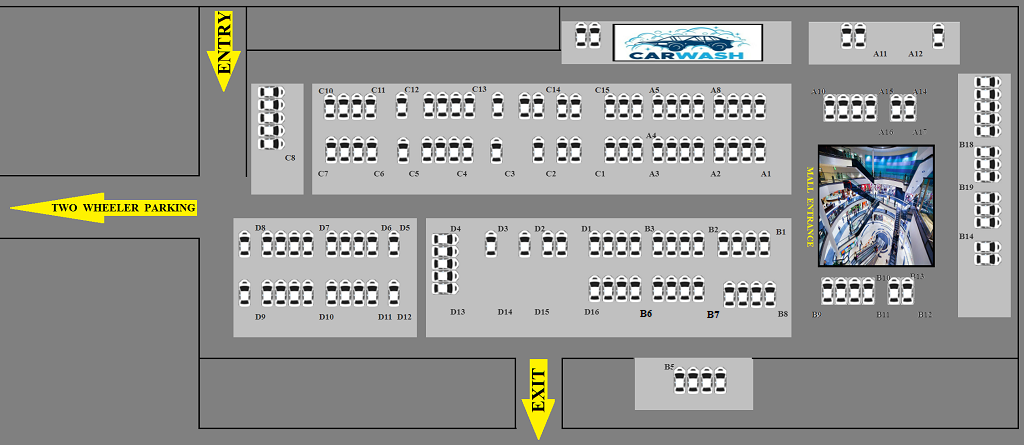 ENTRY
CARWASH
A11 A12
C10 C11 C12 C13 C14 C15 A5 A8 A10 A15 A14
A4 A16 A17
C8
B18
C7 C6 C5 C4 C3 C2 C1 A3 A2 A1
MALL ENTRANCE
B19
TWO WHEELER PARKING
D8 D7 D6 D5 D4 D3 D2 D1 B3 B2 B1
B14
B10 B13
D9 D10 D11 D12 D13 D14 D15 D16 B6 B7 B8 B9 B11 B12
B5
EXIT